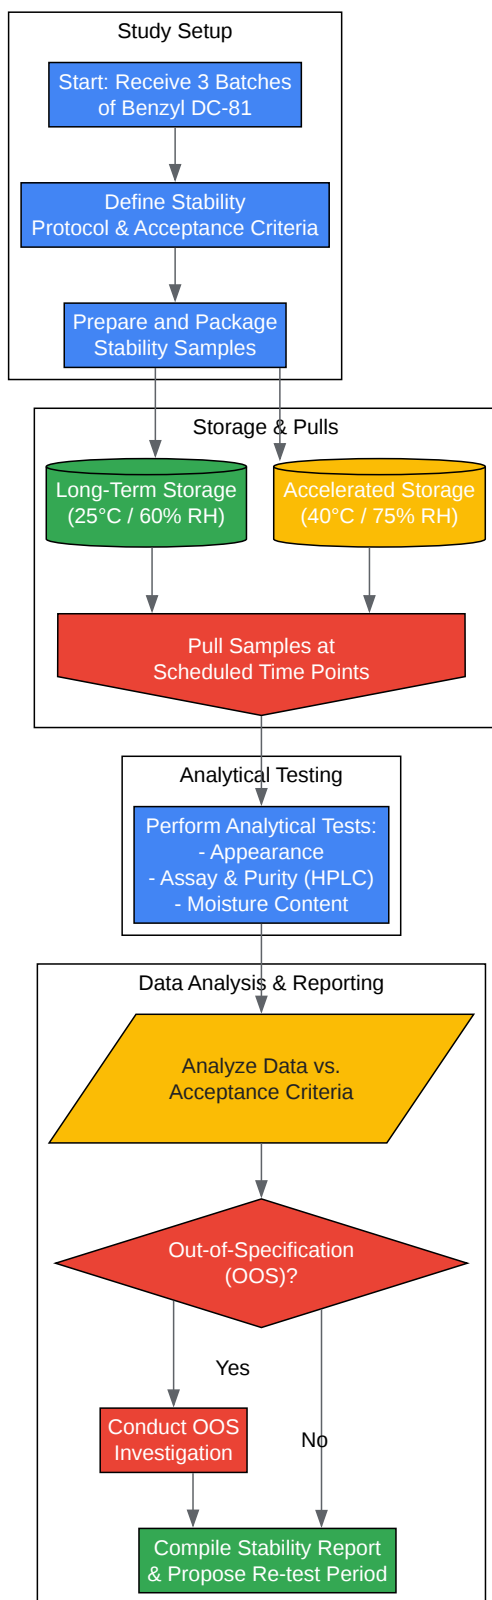 Study Setup
Start: Receive 3 Batches
of Benzyl DC-81
Define Stability
Protocol & Acceptance Criteria
Prepare and Package
Stability Samples
Storage & Pulls
Long-Term Storage
(25°C / 60% RH)
Accelerated Storage
(40°C / 75% RH)
Pull Samples at
Scheduled Time Points
Analytical Testing
Perform Analytical Tests:
- Appearance
- Assay & Purity (HPLC)
- Moisture Content
Data Analysis & Reporting
Analyze Data vs.
Acceptance Criteria
Out-of-Specification
(OOS)?
Yes
Conduct OOS
Investigation
No
Compile Stability Report
& Propose Re-test Period